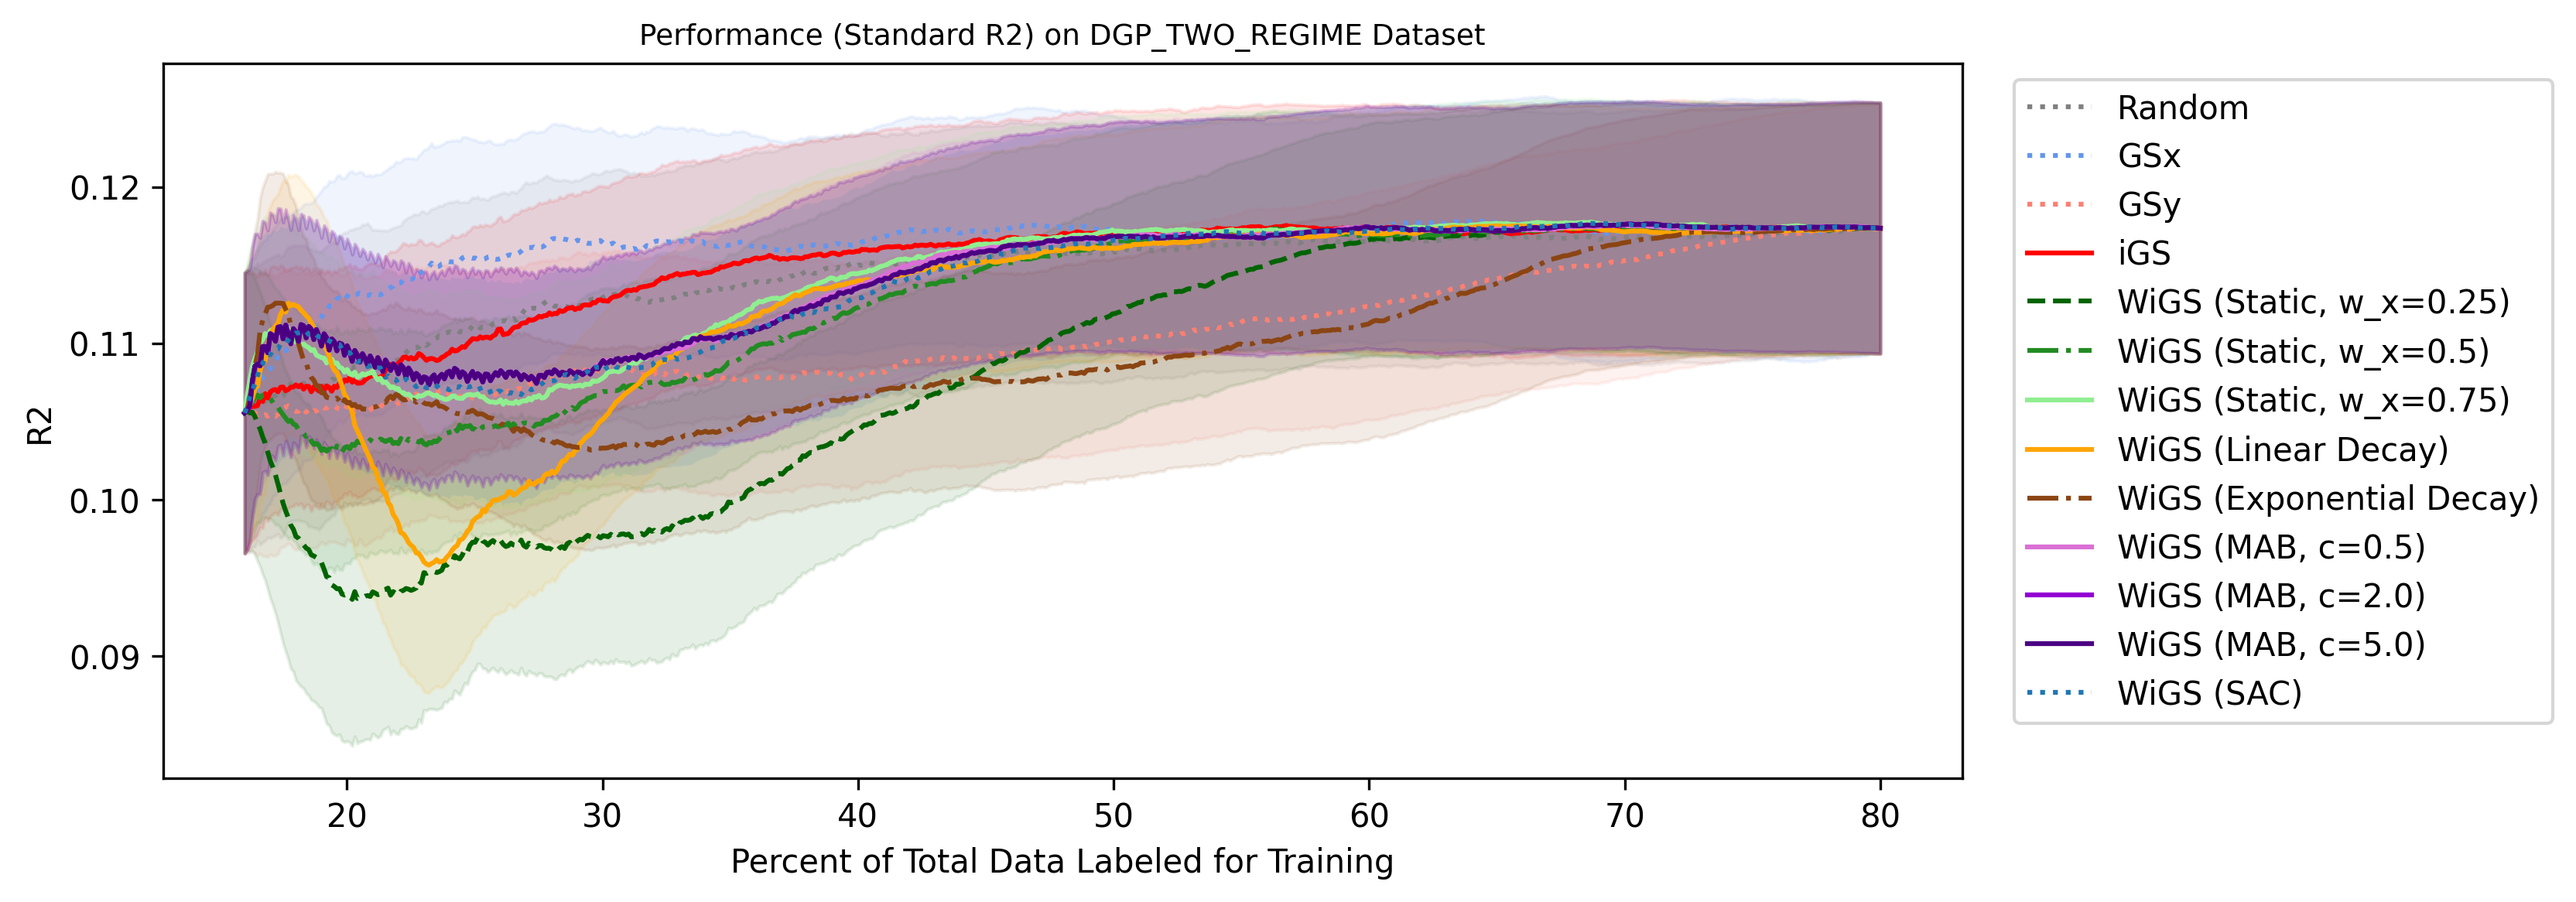 Performance (Standard R2) on DGP_TWO_REGIME Dataset
R2
0.12
0.11
0.10
0.09
20 30 40 50 60 70 80
Percent of Total Data Labeled for Training
Random
GSx
GSy
iGS
WiGS (Static, w_x=0.25)
WiGS (Static, w_x=0.5)
WiGS (Static, w_x=0.75)
WiGS (Linear Decay)
WiGS (Exponential Decay)
WiGS (MAB, c=0.5)
WiGS (MAB, c=2.0)
WiGS (MAB, c=5.0)
WiGS (SAC)